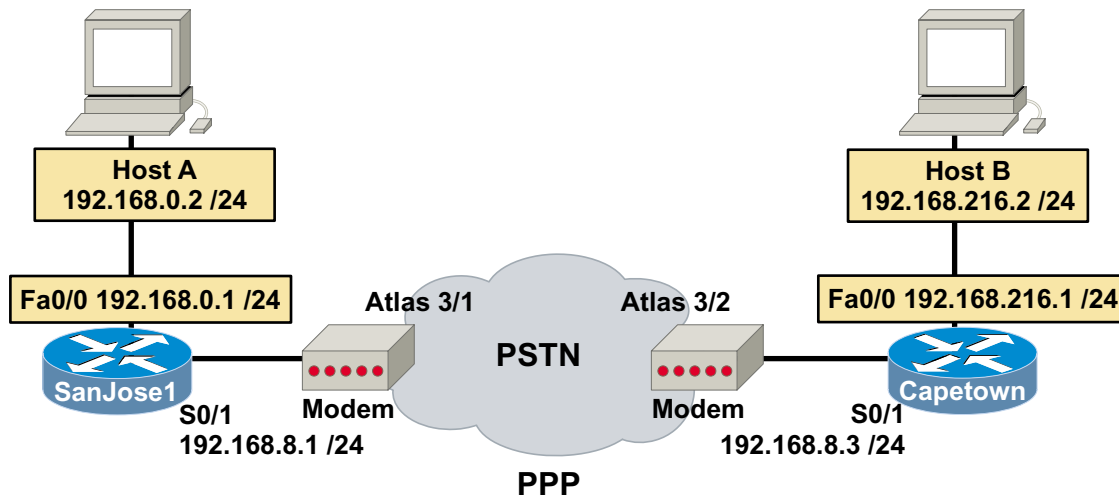 Host A
192.168.0.2 /24
Host B
192.168.216.2 /24
Fa0/0 192.168.0.1 /24
Atlas 3/1
Atlas 3/2
Fa0/0 192.168.216.1 /24
PSTN
SanJose1
Modem
Modem
Capetown
S0/1
192.168.8.1 /24
S0/1
192.168.8.3 /24
PPP